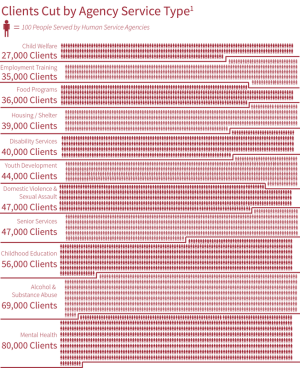 Clients Cut by Agency Service Type¹
= 100 People Served by Human Service Agencies
Child Welfare
27,000 Clients
Employment Training
35,000 Clients
Food Programs
36,000 Clients
Housing / Shelter
39,000 Clients
Disability Services
40,000 Clients
Youth Development
44,000 Clients
Domestic Violence &
Sexual Assault
47,000 Clients
Senior Services
47,000 Clients
Childhood Education
56,000 Clients
Alcohol &
Substance Abuse
69,000 Clients
Mental Health
80,000 Clients